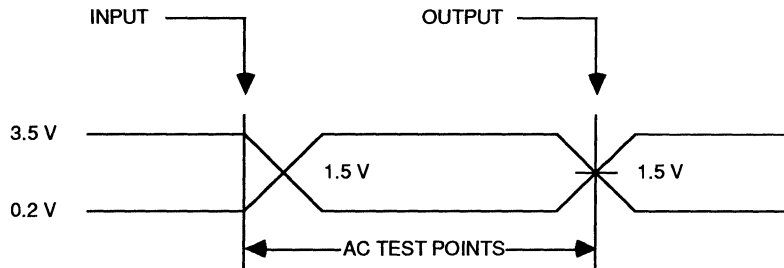 INPUT
OUTPUT
3.5 V
1.5 V
1.5 V
0.2 V
AC TEST POINTS